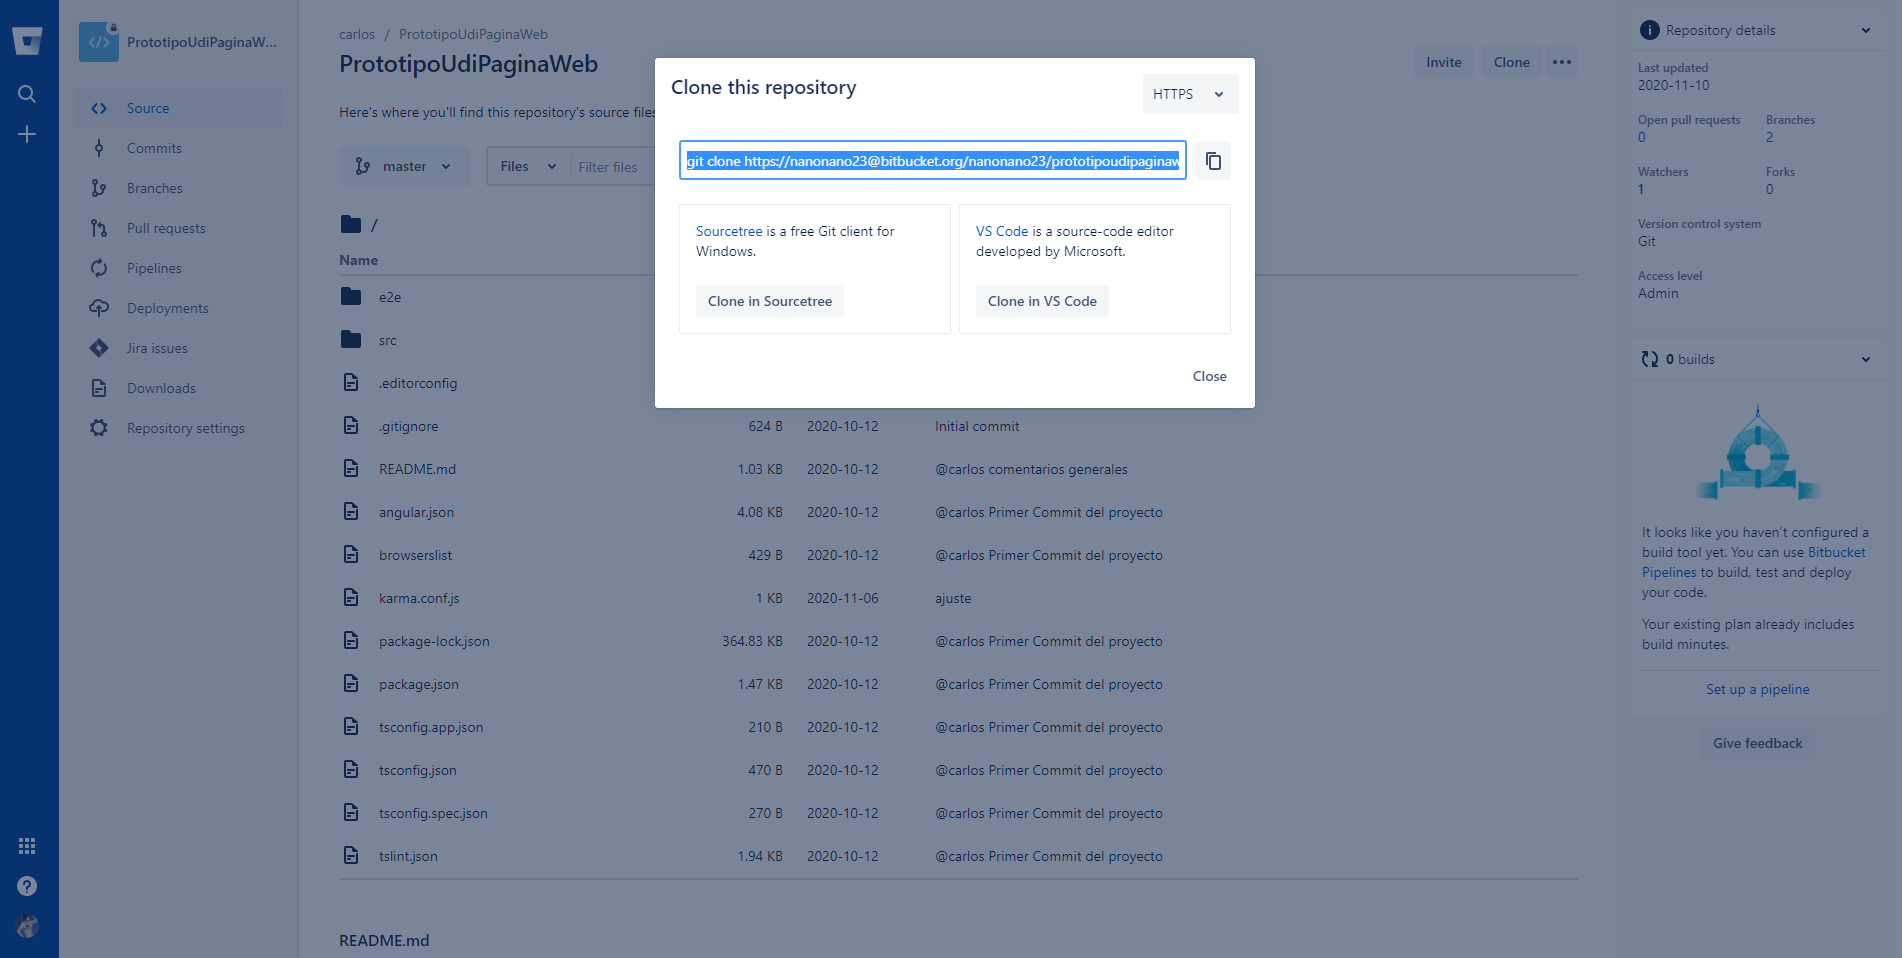 PrototipoUdiPaginaW...
Source
Commits
Branches
Pull requests
Pipelines
Deployments
Jira issues
Downloads
Repository settings
carlos / PrototipoUdiPaginaWeb
PrototipoUdiPaginaWeb
Invite
Clone
Here's where you'll find this repository's source files
master
Files
Filter files
/
Name
e2e
src
.editorconfig
.gitignore 624 B 2020-10-12 Initial commit
README.md 1.03 KB 2020-10-12 @carlos comentarios generales
angular.json 4.08 KB 2020-10-12 @carlos Primer Commit del proyecto
browserslist 429 B 2020-10-12 @carlos Primer Commit del proyecto
karma.conf.js 1 KB 2020-11-06 ajuste
package-lock.json 364.83 KB 2020-10-12 @carlos Primer Commit del proyecto
package.json 1.47 KB 2020-10-12 @carlos Primer Commit del proyecto
tsconfig.app.json 210 B 2020-10-12 @carlos Primer Commit del proyecto
tsconfig.json 470 B 2020-10-12 @carlos Primer Commit del proyecto
tsconfig.spec.json 270 B 2020-10-12 @carlos Primer Commit del proyecto
tslint.json 1.94 KB 2020-10-12 @carlos Primer Commit del proyecto
README.md
Clone this repository
HTTPS
git clone https://nanonano23@bitbucket.org/nanonano23/prototipoudipaginaw
Sourcetree is a free Git client for
Windows.
Clone in Sourcetree
VS Code is a source-code editor
developed by Microsoft.
Clone in VS Code
Close
Repository details
Last updated
2020-11-10
Open pull requests Branches
0 2
Watchers Forks
1 0
Version control system
Git
Access level
Admin
0 builds
It looks like you haven't configured a
build tool yet. You can use Bitbucket
Pipelines to build, test and deploy
your code.
Your existing plan already includes
build minutes.
Set up a pipeline
Give feedback